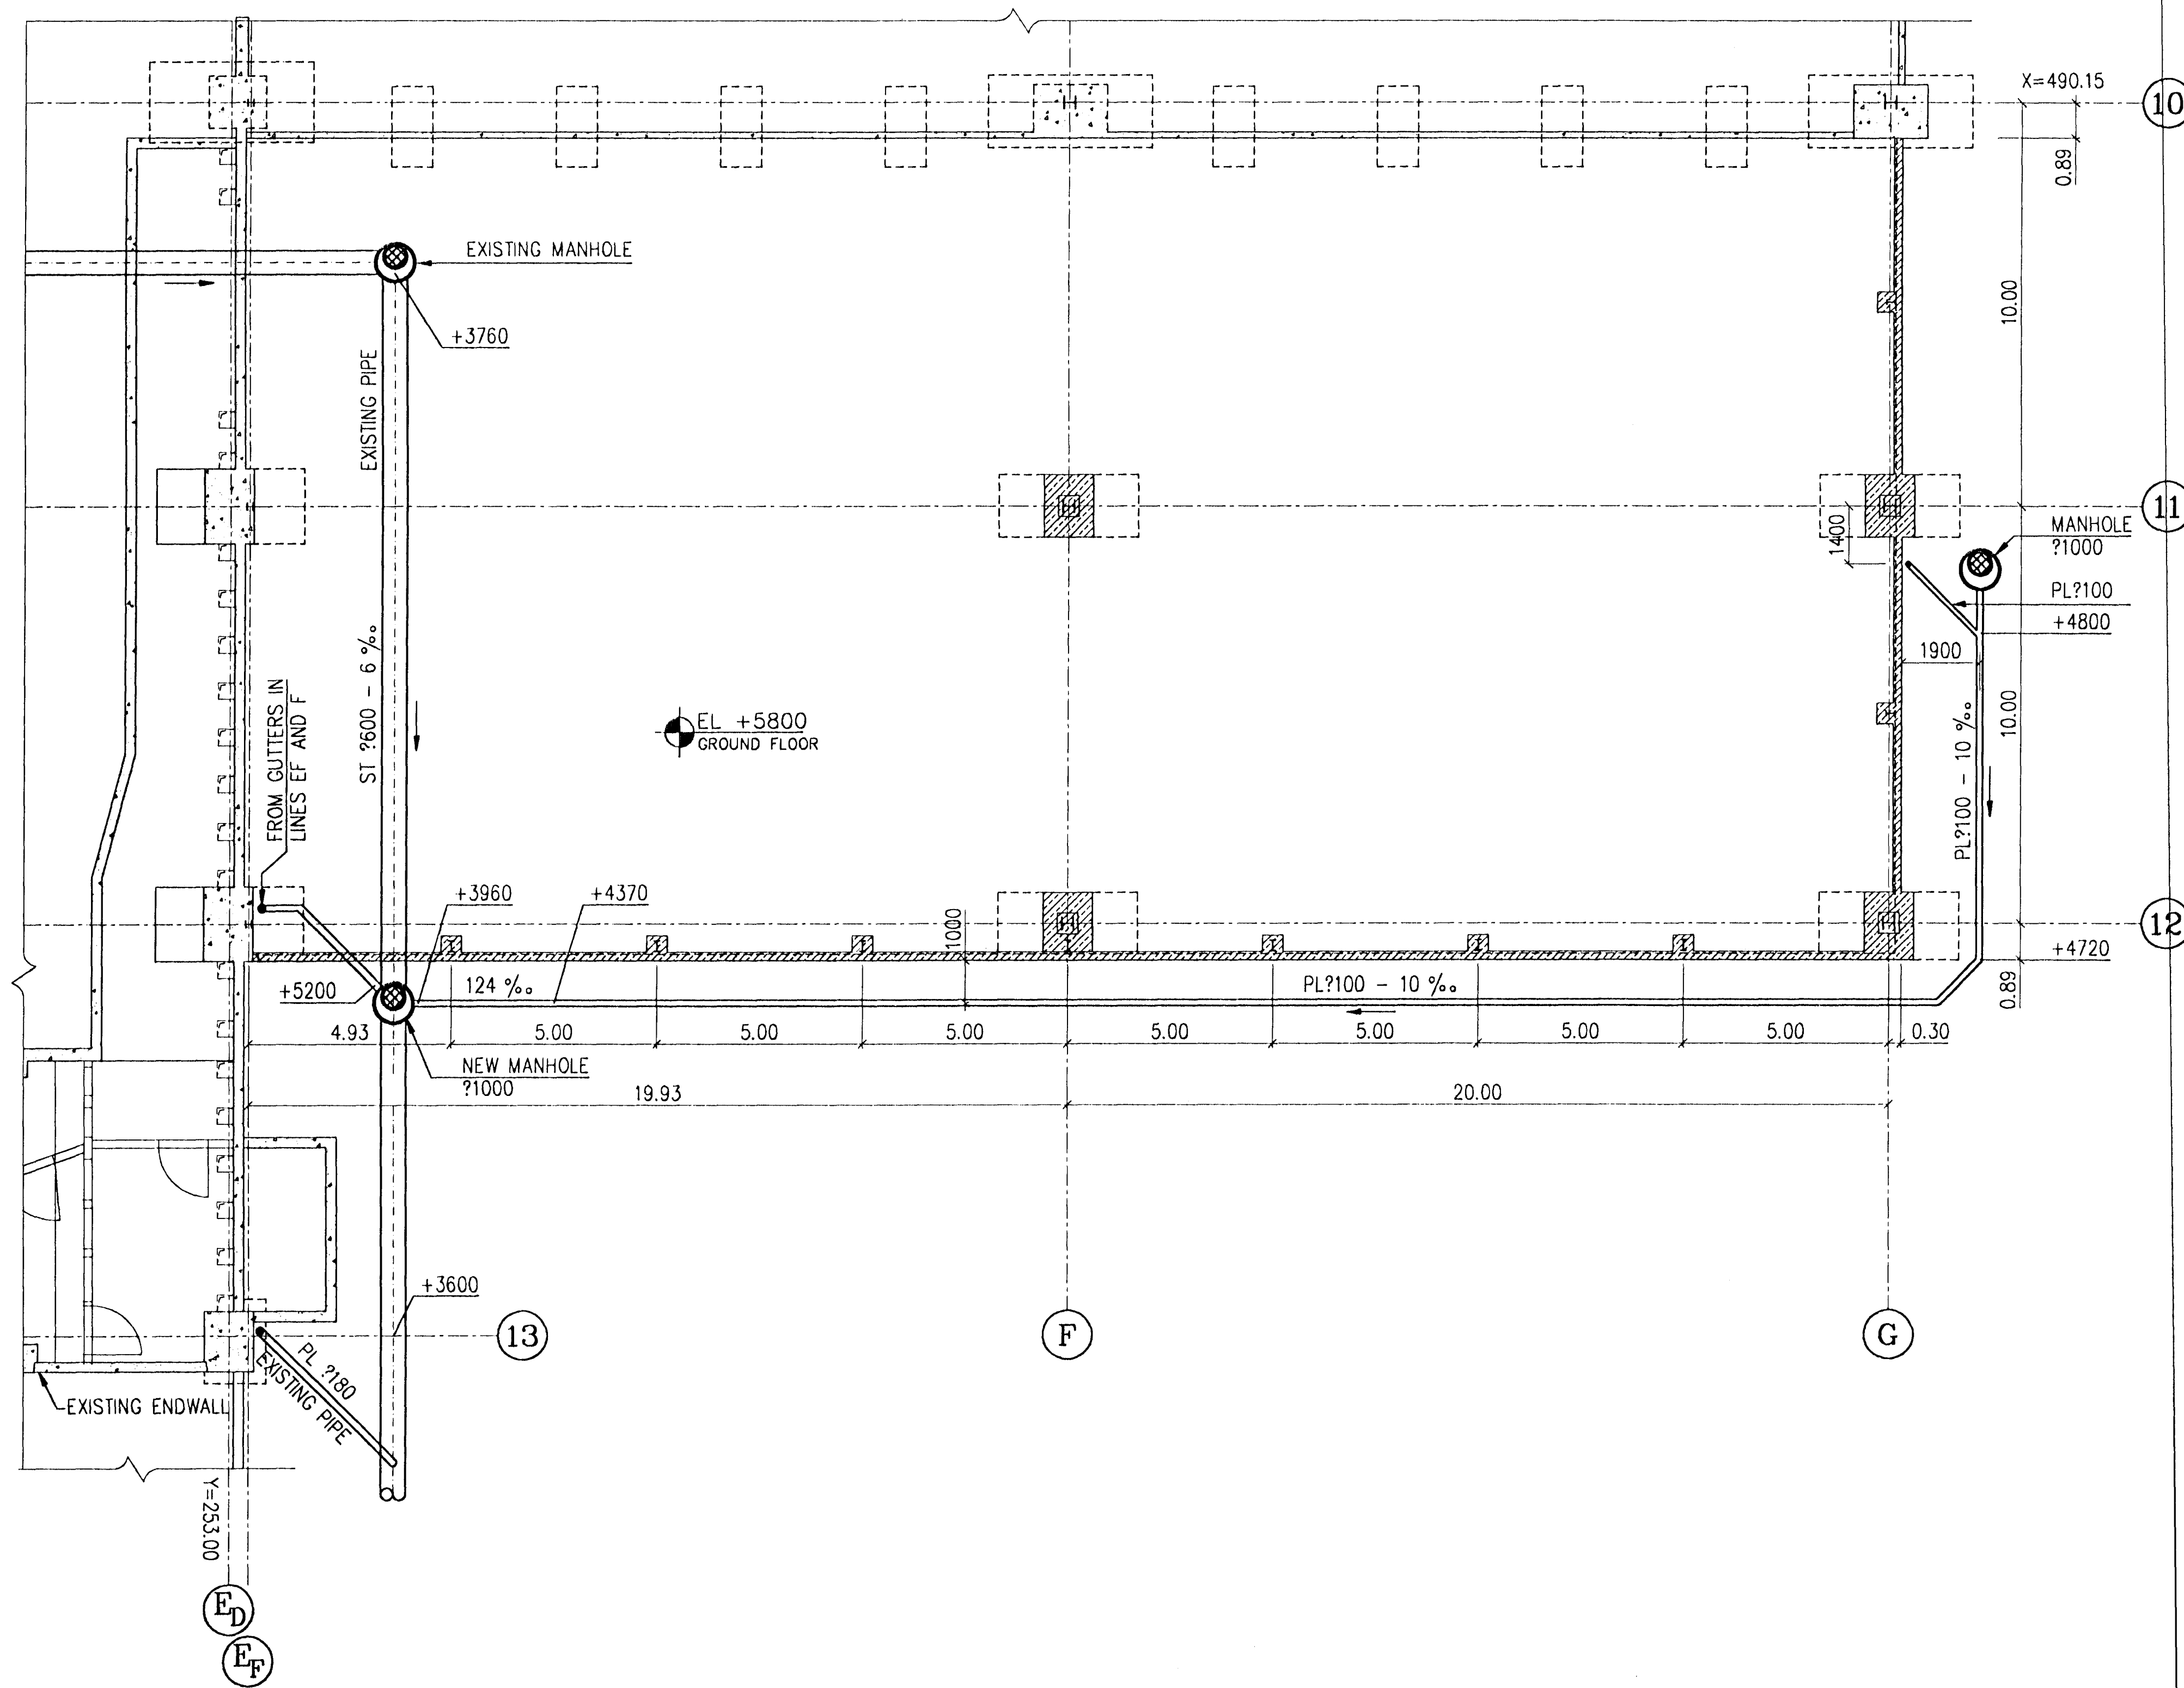 X=490.15
10
0.89
EXISTING MANHOLE
+3760
EXISTING PIPE
10.00
11
1400
MANHOLE
?1000
PL?100
+4800
1900
FROM GUTTERS IN
LINES EF AND F
ST ?600 - 6 ‰
EL +5800
GROUND FLOOR
10.00
PL?100 - 10 ‰
+3960
+4370
1000
12
+4720
0.89
+5200
124 ‰
PL?100 - 10 ‰
4.93
5.00
5.00
5.00
5.00
5.00
5.00
5.00
0.30
NEW MANHOLE
?1000
19.93
20.00
+3600
13
F
G
PL ?180
EXISTING PIPE
EXISTING ENDWALL
Y=253.00
ED
EF